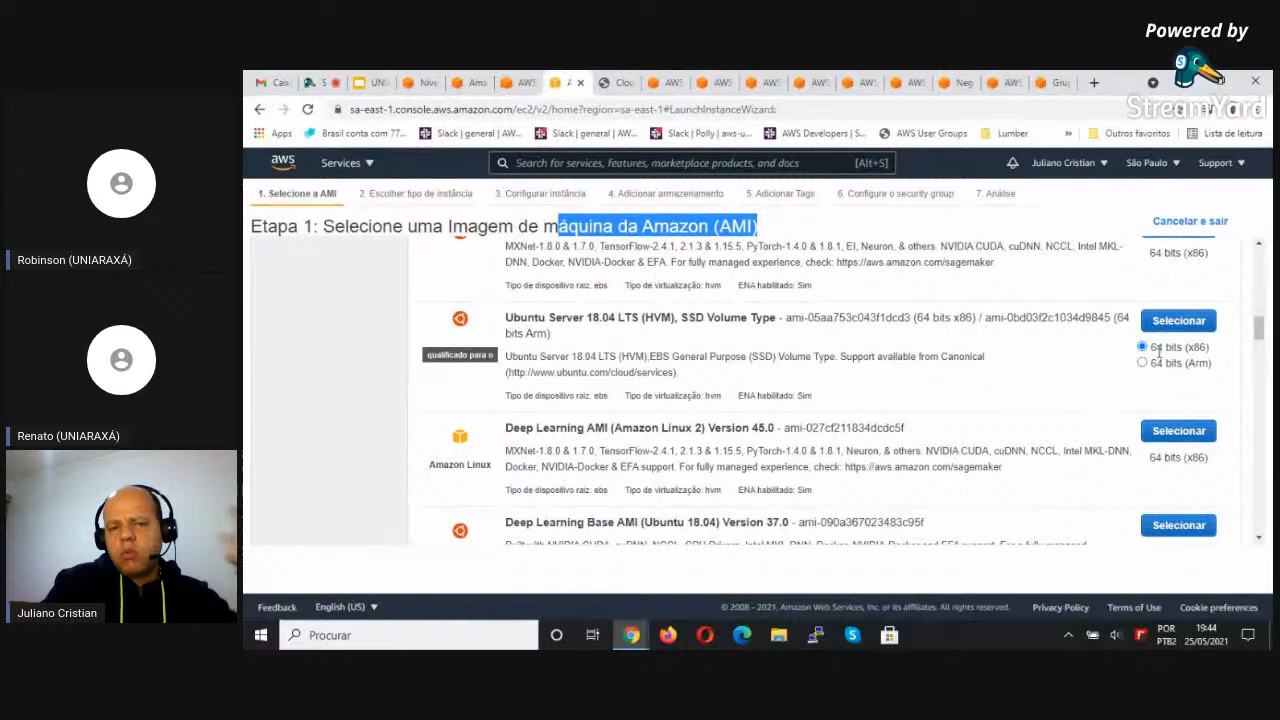 Powered by
StreamYard
Robinson (UNIARAXÁ)
Renato (UNIARAXÁ)
Juliano Cristian
Caix
S
UNI
Nive
Ama
AWS
A
Clou
AWS
AWS
AWS
AWS
AWS
AWS
Neg
AWS
Gru
sa-east-1.console.aws.amazon.com/ec2/v2/home?region=sa-east-1#LaunchInstanceWizard:
Apps
Brasil conta com 77...
Slack | general | AW...
Slack | general | AW...
Slack | Polly | aws-u...
AWS Developers | S...
AWS User Groups
Lumber
»
Outros favoritos
Lista de leitura
aws
Services
Search for services, features, marketplace products, and docs
[Alt+S]
Juliano Cristian
São Paulo
Support
1. Selecione a AMI
2. Escolher tipo de instância
3. Configurar instância
4. Adicionar armazenamento
5. Adicionar Tags
6. Configure o security group
7. Análise
Etapa 1: Selecione uma Imagem de máquina da Amazon (AMI)
Cancelar e sair
MXNet-1.8.0 & 1.7.0, TensorFlow-2.4.1, 2.1.3 & 1.15.5, PyTorch-1.4.0 & 1.8.1, EI, Neuron, & others. NVIDIA CUDA, cuDNN, NCCL, Intel MKL-
DNN, Docker, NVIDIA-Docker & EFA. For fully managed experience, check: https://aws.amazon.com/sagemaker
64 bits (x86)
Tipo de dispositivo raiz: ebs
Tipo de virtualização: hvm
ENA habilitado: Sim
Ubuntu Server 18.04 LTS (HVM), SSD Volume Type - ami-05aa753c043f1dcd3 (64 bits x86) / ami-0bd03f2c1034d9845 (64
bits Arm)
Selecionar
qualificado para o
Ubuntu Server 18.04 LTS (HVM),EBS General Purpose (SSD) Volume Type. Support available from Canonical
(http://www.ubuntu.com/cloud/services).
64 bits (x86)
64 bits (Arm)
Tipo de dispositivo raiz: ebs
Tipo de virtualização: hvm
ENA habilitado: Sim
Deep Learning AMI (Amazon Linux 2) Version 45.0 - ami-027cf211834dcdc5f
Selecionar
Amazon Linux
MXNet-1.8.0 & 1.7.0, TensorFlow-2.4.1, 2.1.3 & 1.15.5, PyTorch-1.4.0 & 1.8.1, Neuron, & others. NVIDIA CUDA, cuDNN, NCCL, Intel MKL-DNN,
Docker, NVIDIA-Docker & EFA support. For fully managed experience, check: https://aws.amazon.com/sagemaker
64 bits (x86)
Tipo de dispositivo raiz: ebs
Tipo de virtualização: hvm
ENA habilitado: Sim
Deep Learning Base AMI (Ubuntu 18.04) Version 37.0 - ami-090a367023483c95f
Selecionar
Feedback
English (US)
© 2008 - 2021, Amazon Web Services, Inc. or its affiliates. All rights reserved.
Privacy Policy
Terms of Use
Cookie preferences
Procurar
POR
PTB2
19:44
25/05/2021